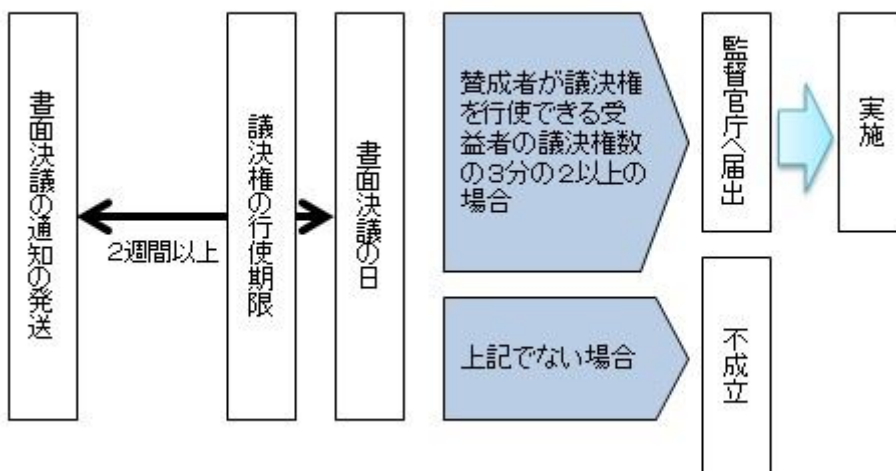 書面決議の通知の発送
2週間以上
議決権の行使期限
書面決議の日
賛成者が議決権
を行使できる受
益者の議決権数
の3分の2以上の
場合
監督官庁へ届出
実施
上記でない場合
不成立